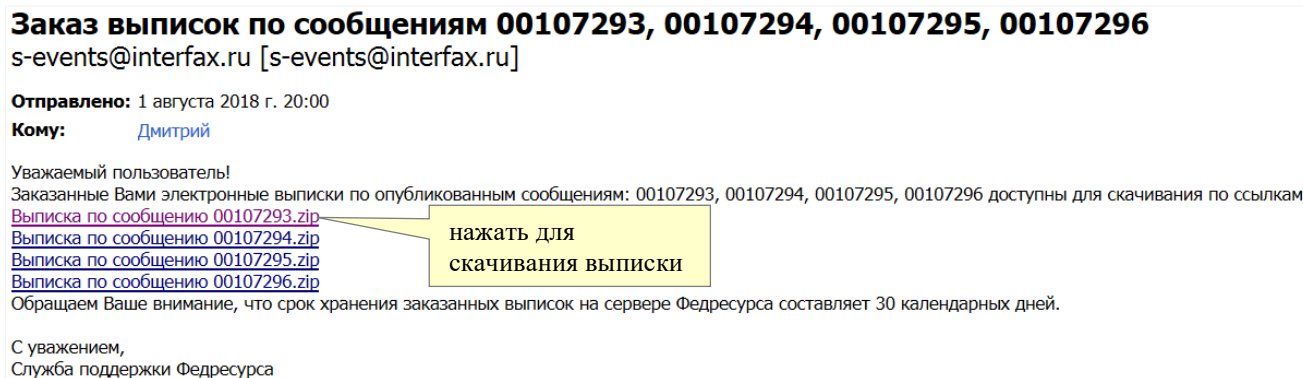 Заказ выписок по сообщениям 00107293, 00107294, 00107295, 00107296
s-events@interfax.ru [s-events@interfax.ru]
Отправлено: 1 августа 2018 г. 20:00
Кому: Дмитрий
Уважаемый пользователь!
Заказанные Вами электронные выписки по опубликованным сообщениям: 00107293, 00107294, 00107295, 00107296 доступны для скачивания по ссылкам
Выписка по сообщению 00107293.zip
Выписка по сообщению 00107294.zip
Выписка по сообщению 00107295.zip
Выписка по сообщению 00107296.zip
нажать для
скачивания выписки
Обращаем Ваше внимание, что срок хранения заказанных выписок на сервере Федресурса составляет 30 календарных дней.
С уважением,
Служба поддержки Федресурса